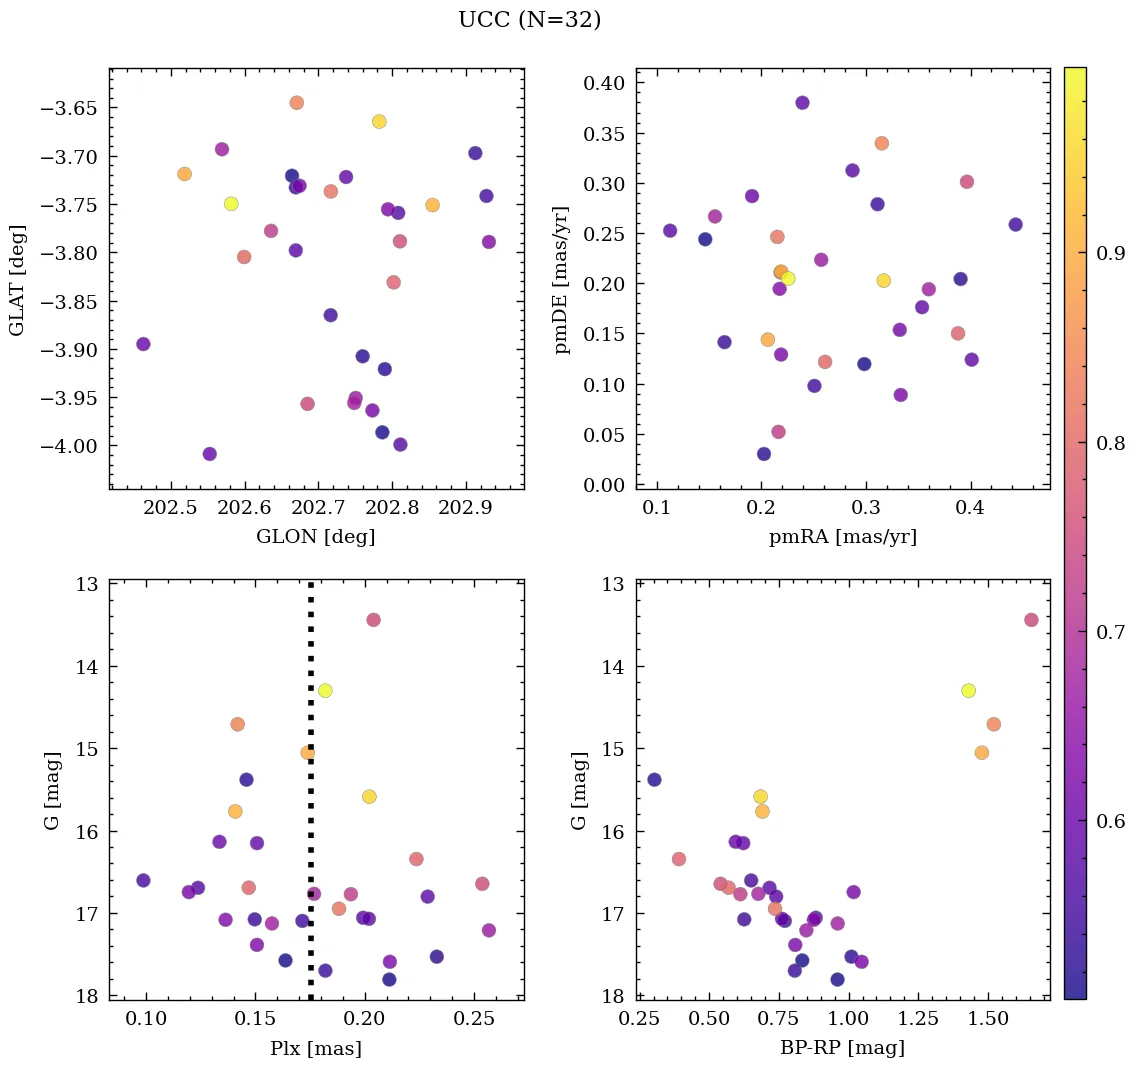 UCC (N=32)
−3.65
−3.70
−3.75
−3.80
−3.85
−3.90
−3.95
−4.00
GLAT [deg]
202.5 202.6 202.7 202.8 202.9
GLON [deg]
0.40
0.35
0.30
0.25
0.20
0.15
0.10
0.05
0.00
pmDE [mas/yr]
0.1 0.2 0.3 0.4
pmRA [mas/yr]
0.9
0.8
0.7
0.6
13
14
15
16
17
18
G [mag]
0.10 0.15 0.20 0.25
Plx [mas]
13
14
15
16
17
18
G [mag]
0.25 0.50 0.75 1.00 1.25 1.50
BP-RP [mag]